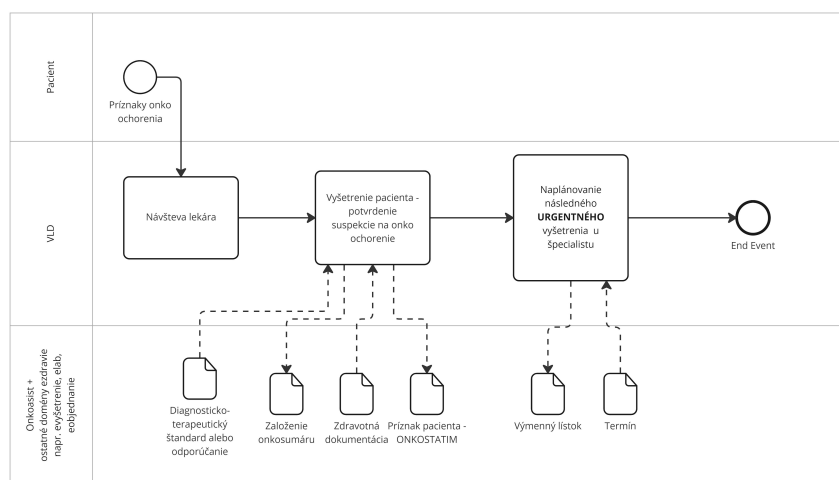 Pacient
Príznaky onko
ochorenia
VLD
Návšteva lekára
Vyšetrenie pacienta -
potvrdenie
suspekcie na onko
ochorenie
Naplánovanie
následného
URGENTNÉHO
vyšetrenia u
špecialistu
End Event
Onkoasist +
ostatné domény ezdravie
napr. evyšetrenie, elab,
eobjednanie
Diagnosticko-
terapeutický
štandard alebo
odporúčanie
Založenie
onkosumáru
Zdravotná
dokumentácia
Príznak pacienta -
ONKOSTATIM
Výmenný lístok
Termín